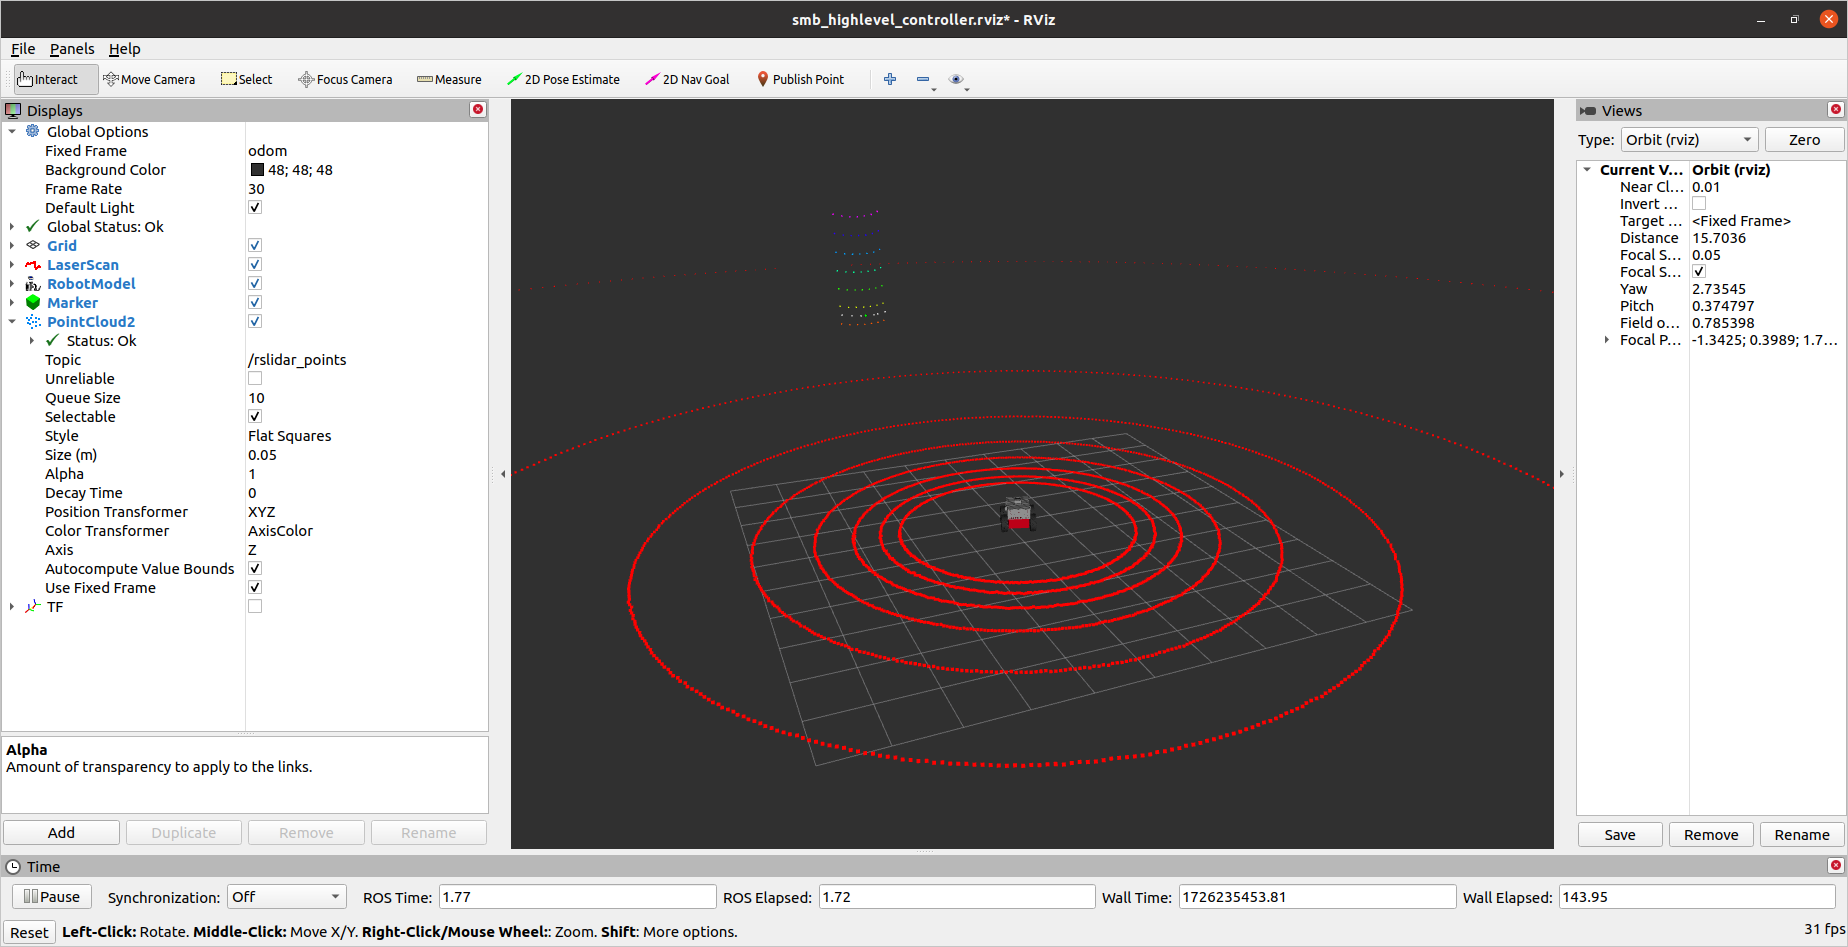 smb_highlevel_controller.rviz* - RViz
File Panels Help
Interact Move Camera Select Focus Camera Measure 2D Pose Estimate 2D Nav Goal Publish Point
Displays
Global Options
Fixed Frame odom
Background Color 48; 48; 48
Frame Rate 30
Default Light
Global Status: Ok
Grid
LaserScan
RobotModel
Marker
PointCloud2
Status: Ok
Topic /rslidar_points
Unreliable
Queue Size 10
Selectable
Style Flat Squares
Size (m) 0.05
Alpha 1
Decay Time 0
Position Transformer XYZ
Color Transformer AxisColor
Axis Z
Autocompute Value Bounds
Use Fixed Frame
TF
Alpha
Amount of transparency to apply to the links.
Add Duplicate Remove Rename
Views
Type: Orbit (rviz) Zero
Current V... Orbit (rviz)
Near Cl... 0.01
Invert ...
Target ... <Fixed Frame>
Distance 15.7036
Focal S... 0.05
Focal S...
Yaw 2.73545
Pitch 0.374797
Field o... 0.785398
Focal P... -1.3425; 0.3989; 1.7...
Save Remove Rename
Time
Pause Synchronization: Off ROS Time: 1.77 ROS Elapsed: 1.72 Wall Time: 1726235453.81 Wall Elapsed: 143.95
Reset Left-Click: Rotate. Middle-Click: Move X/Y. Right-Click/Mouse Wheel:: Zoom. Shift: More options. 31 fps